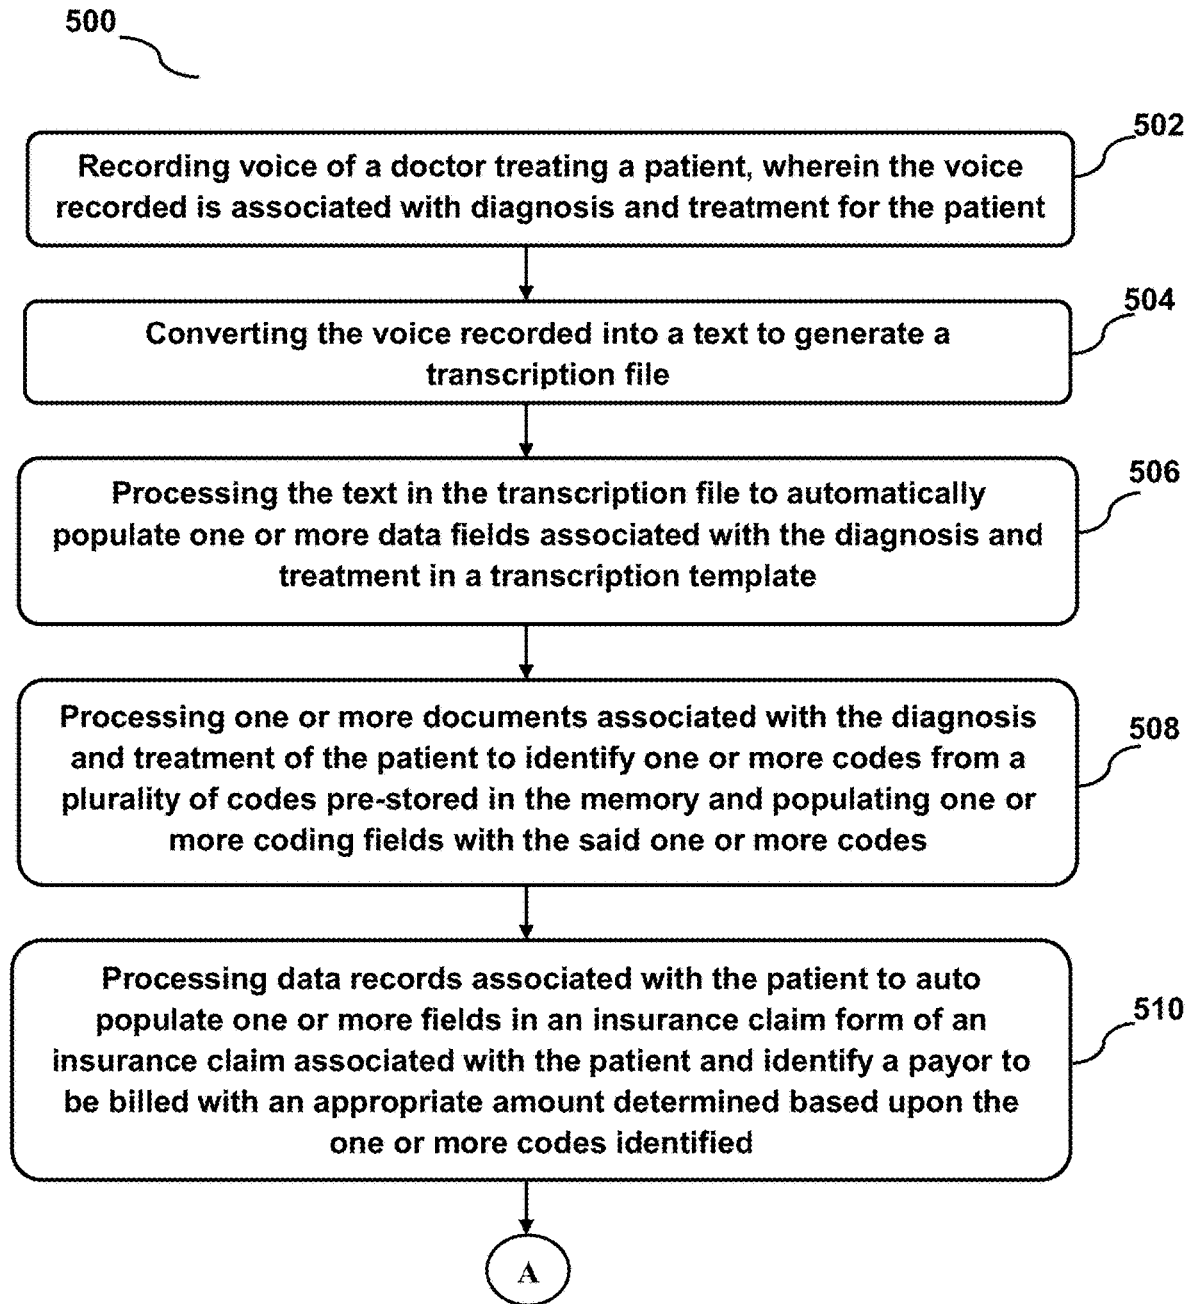 500
502
Recording voice of a doctor treating a patient, wherein the voice
recorded is associated with diagnosis and treatment for the patient
504
Converting the voice recorded into a text to generate a
transcription file
506
Processing the text in the transcription file to automatically
populate one or more data fields associated with the diagnosis and
treatment in a transcription template
508
Processing one or more documents associated with the diagnosis
and treatment of the patient to identify one or more codes from a
plurality of codes pre-stored in the memory and populating one or
more coding fields with the said one or more codes
510
Processing data records associated with the patient to auto
populate one or more fields in an insurance claim form of an
insurance claim associated with the patient and identify a payor to
be billed with an appropriate amount determined based upon the
one or more codes identified
A